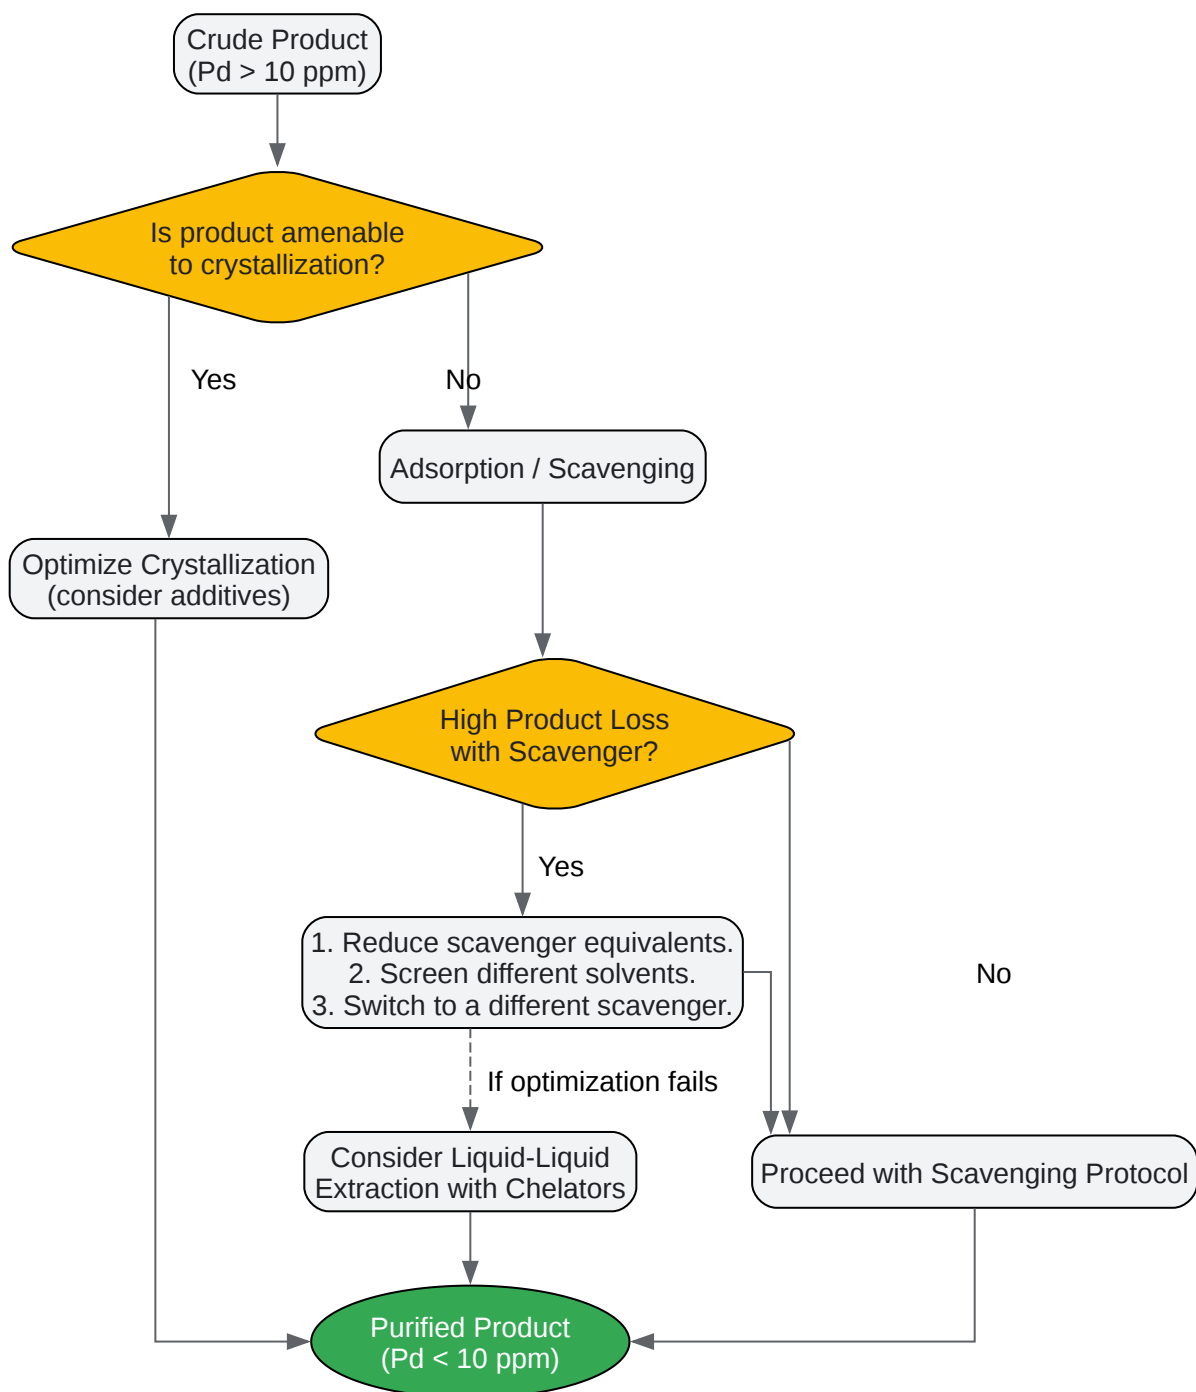 Crude Product
(Pd > 10 ppm)
Is product amenable
to crystallization?
Yes
No
Adsorption / Scavenging
Optimize Crystallization
(consider additives)
High Product Loss
with Scavenger?
Yes
1. Reduce scavenger equivalents.
2. Screen different solvents.
3. Switch to a different scavenger.
No
If optimization fails
Consider Liquid-Liquid
Extraction with Chelators
Proceed with Scavenging Protocol
Purified Product
(Pd < 10 ppm)